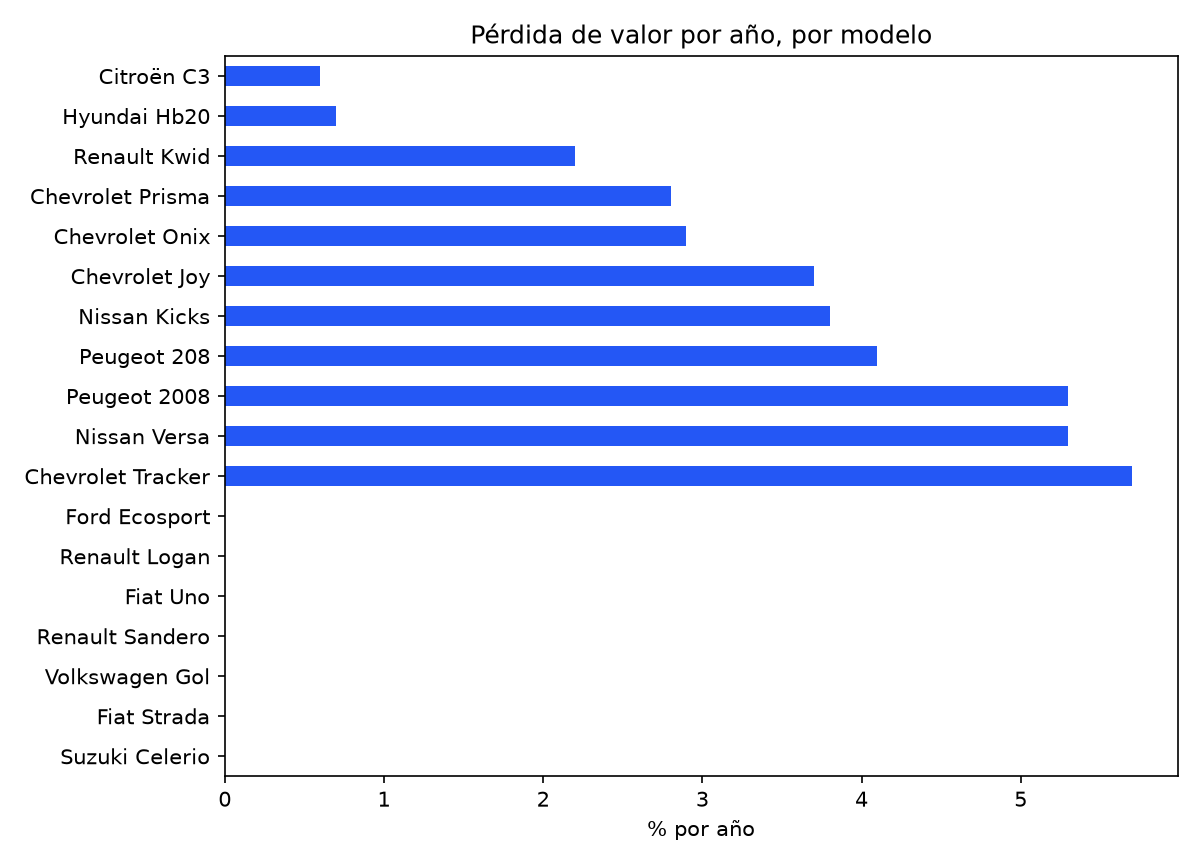 Pérdida de valor por año, por modelo
Citroën C3
Hyundai Hb20
Renault Kwid
Chevrolet Prisma
Chevrolet Onix
Chevrolet Joy
Nissan Kicks
Peugeot 208
Peugeot 2008
Nissan Versa
Chevrolet Tracker
Ford Ecosport
Renault Logan
Fiat Uno
Renault Sandero
Volkswagen Gol
Fiat Strada
Suzuki Celerio
0 1 2 3 4 5
% por año